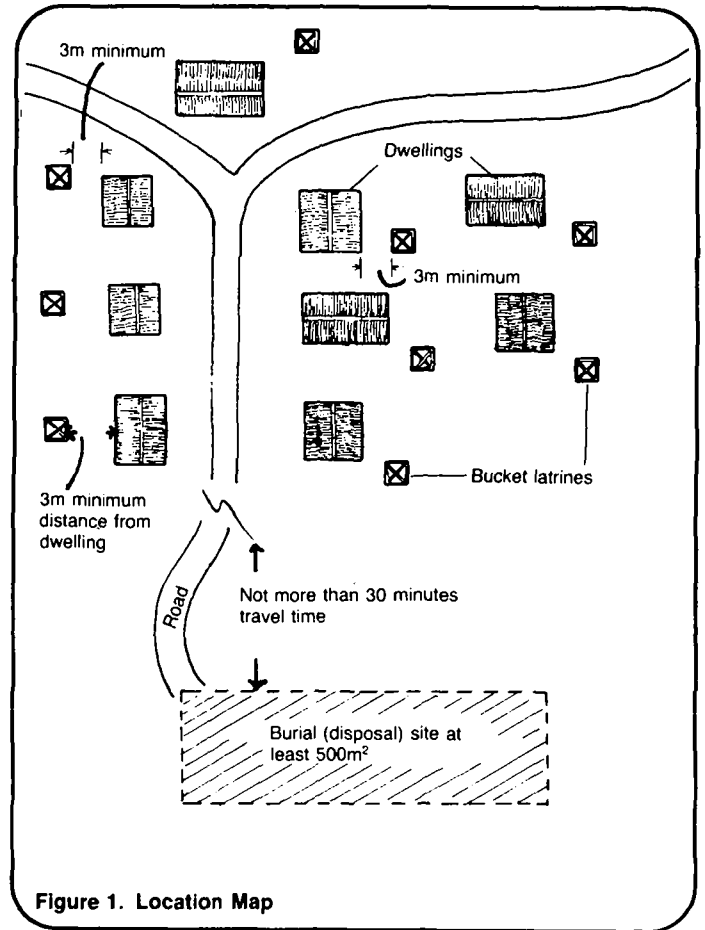 3m minimum
Dwellings
3m minimum
Bucket latrines
3m minimum
distance from
dwelling
Not more than 30 minutes
travel time
Road
Burial (disposal) site at
least 500m²
Figure 1. Location Map